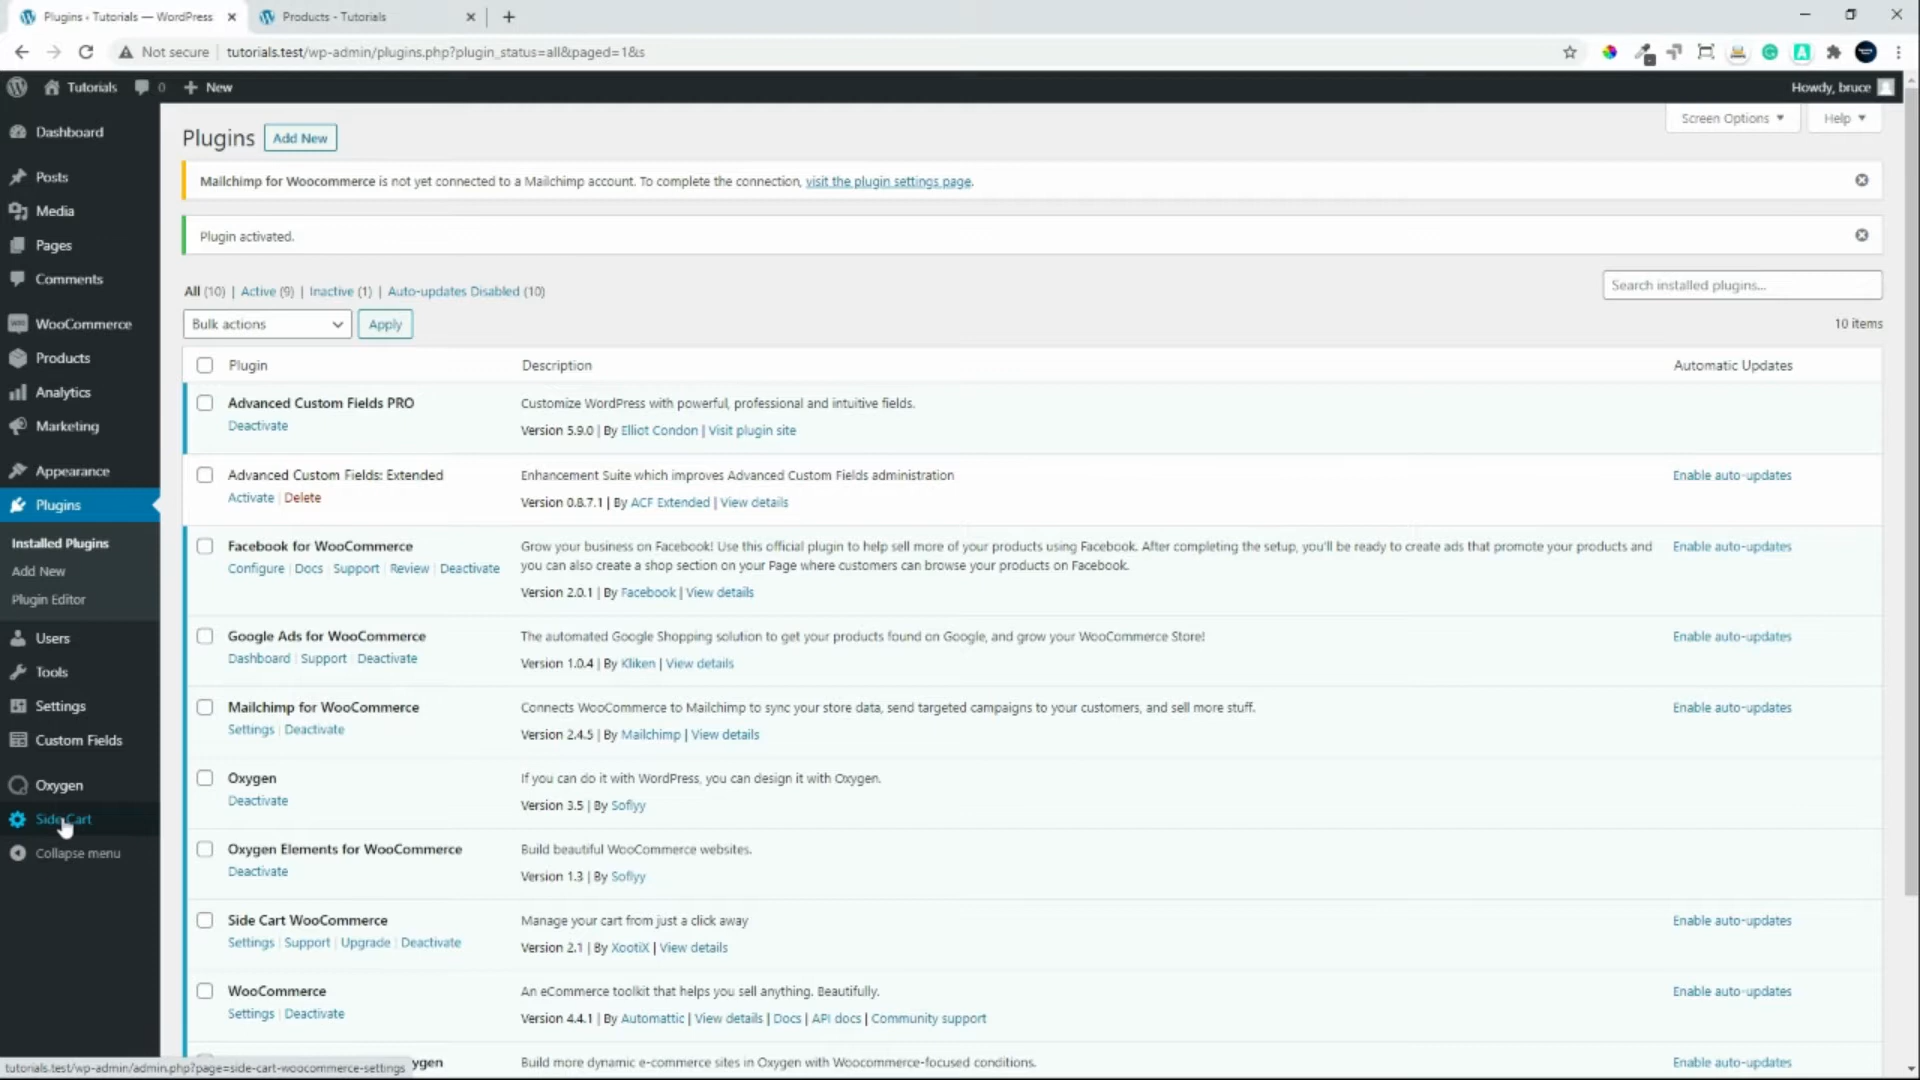 Plugins ‹ Tutorials — WordPress
Products - Tutorials
Not secure | tutorials.test/wp-admin/plugins.php?plugin_status=all&paged=1&s
Tutorials 0 New
Howdy, bruce
Dashboard
Posts
Media
Pages
Comments
WooCommerce
Products
Analytics
Marketing
Appearance
Plugins
Installed Plugins
Add New
Plugin Editor
Users
Tools
Settings
Custom Fields
Oxygen
Side Cart
Collapse menu
Screen Options Help
Plugins Add New
Mailchimp for Woocommerce is not yet connected to a Mailchimp account. To complete the connection, visit the plugin settings page.
Plugin activated.
All (10) | Active (9) | Inactive (1) | Auto-updates Disabled (10)
Search installed plugins...
Bulk actions Apply
10 items
Plugin Description Automatic Updates
Advanced Custom Fields PRO
Deactivate
Customize WordPress with powerful, professional and intuitive fields.
Version 5.9.0 | By Elliot Condon | Visit plugin site
Advanced Custom Fields: Extended
Activate | Delete
Enhancement Suite which improves Advanced Custom Fields administration
Version 0.8.7.1 | By ACF Extended | View details
Enable auto-updates
Facebook for WooCommerce
Configure | Docs | Support | Review | Deactivate
Grow your business on Facebook! Use this official plugin to help sell more of your products using Facebook. After completing the setup, you'll be ready to create ads that promote your products and
you can also create a shop section on your Page where customers can browse your products on Facebook.
Version 2.0.1 | By Facebook | View details
Enable auto-updates
Google Ads for WooCommerce
Dashboard | Support | Deactivate
The automated Google Shopping solution to get your products found on Google, and grow your WooCommerce Store!
Version 1.0.4 | By Kliken | View details
Enable auto-updates
Mailchimp for WooCommerce
Settings | Deactivate
Connects WooCommerce to Mailchimp to sync your store data, send targeted campaigns to your customers, and sell more stuff.
Version 2.4.5 | By Mailchimp | View details
Enable auto-updates
Oxygen
Deactivate
If you can do it with WordPress, you can design it with Oxygen.
Version 3.5 | By Soflyy
Oxygen Elements for WooCommerce
Deactivate
Build beautiful WooCommerce websites.
Version 1.3 | By Soflyy
Side Cart WooCommerce
Settings | Support | Upgrade | Deactivate
Manage your cart from just a click away
Version 2.1 | By XootiX | View details
Enable auto-updates
WooCommerce
Settings | Deactivate
An eCommerce toolkit that helps you sell anything. Beautifully.
Version 4.4.1 | By Automattic | View details | Docs | API docs | Community support
Enable auto-updates
ygen
Build more dynamic e-commerce sites in Oxygen with Woocommerce-focused conditions.
Enable auto-updates
tutorials.test/wp-admin/admin.php?page=side-cart-woocommerce-settings